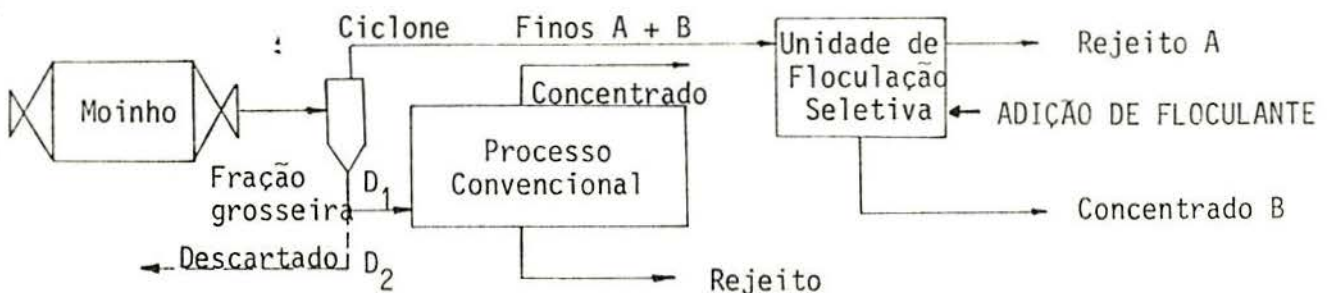 Ciclone
Finos A + B
Unidade de
Floculação
Seletiva
Rejeito A
ADIÇÃO DE FLOCULANTE
Concentrado
Moinho
Processo
Convencional
Fração
grosseira
D1
Descartado
D2
Rejeito
Concentrado B